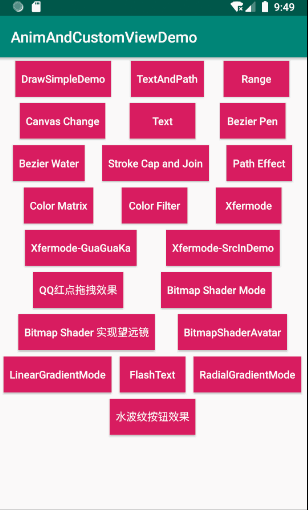 9:49
AnimAndCustomViewDemo
DrawSimpleDemo TextAndPath Range
Canvas Change Text Bezier Pen
Bezier Water Stroke Cap and Join Path Effect
Color Matrix Color Filter Xfermode
Xfermode-GuaGuaKa Xfermode-SrcInDemo
QQ红点拖拽效果 Bitmap Shader Mode
Bitmap Shader 实现望远镜 BitmapShaderAvatar
LinearGradientMode FlashText RadialGradientMode
水波纹按钮效果